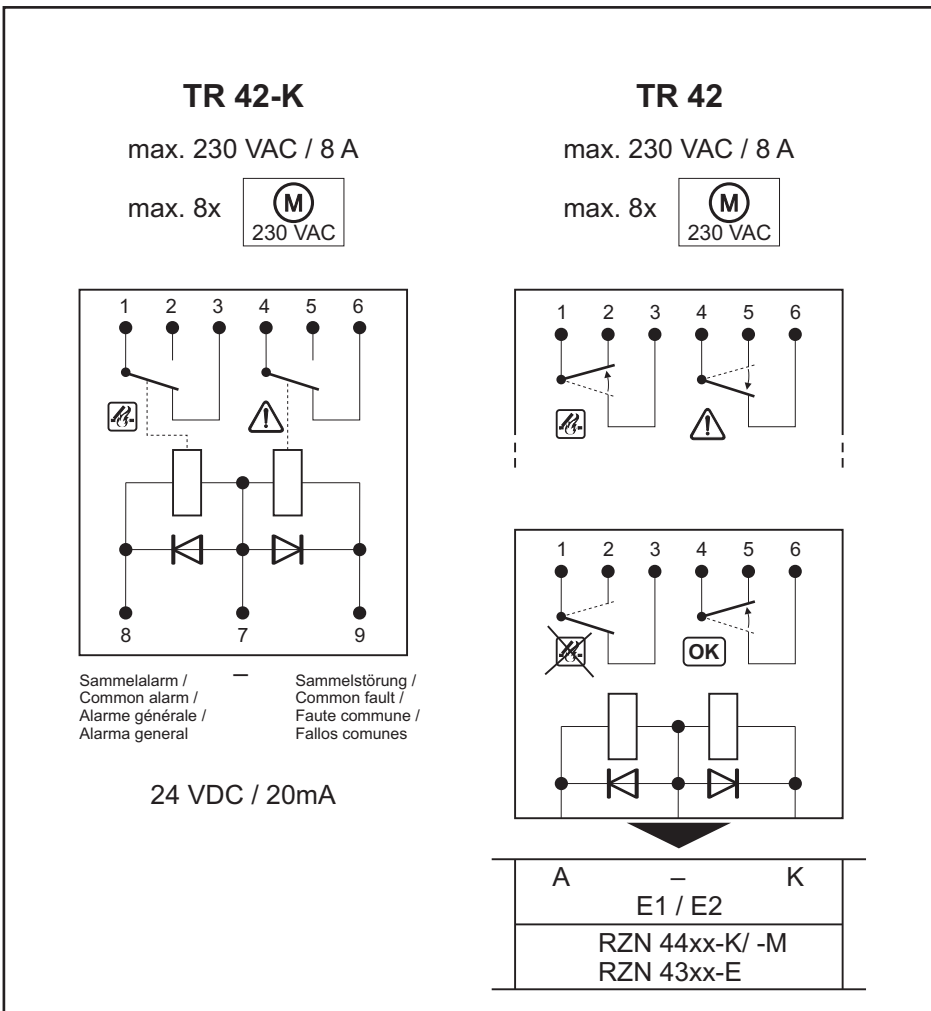 TR 42-K
max. 230 VAC / 8 A
max. 8x
M
230 VAC
1 2 3 4 5 6
8 7 9
Sammelalarm /
Common alarm /
Alarme générale /
Alarma general
–
Sammelstörung /
Common fault /
Faute commune /
Fallos comunes
24 VDC / 20mA
TR 42
max. 230 VAC / 8 A
max. 8x
M
230 VAC
1 2 3 4 5 6
1 2 3 4 5 6
OK
A – K
E1 / E2
RZN 44xx-K/ -M
RZN 43xx-E